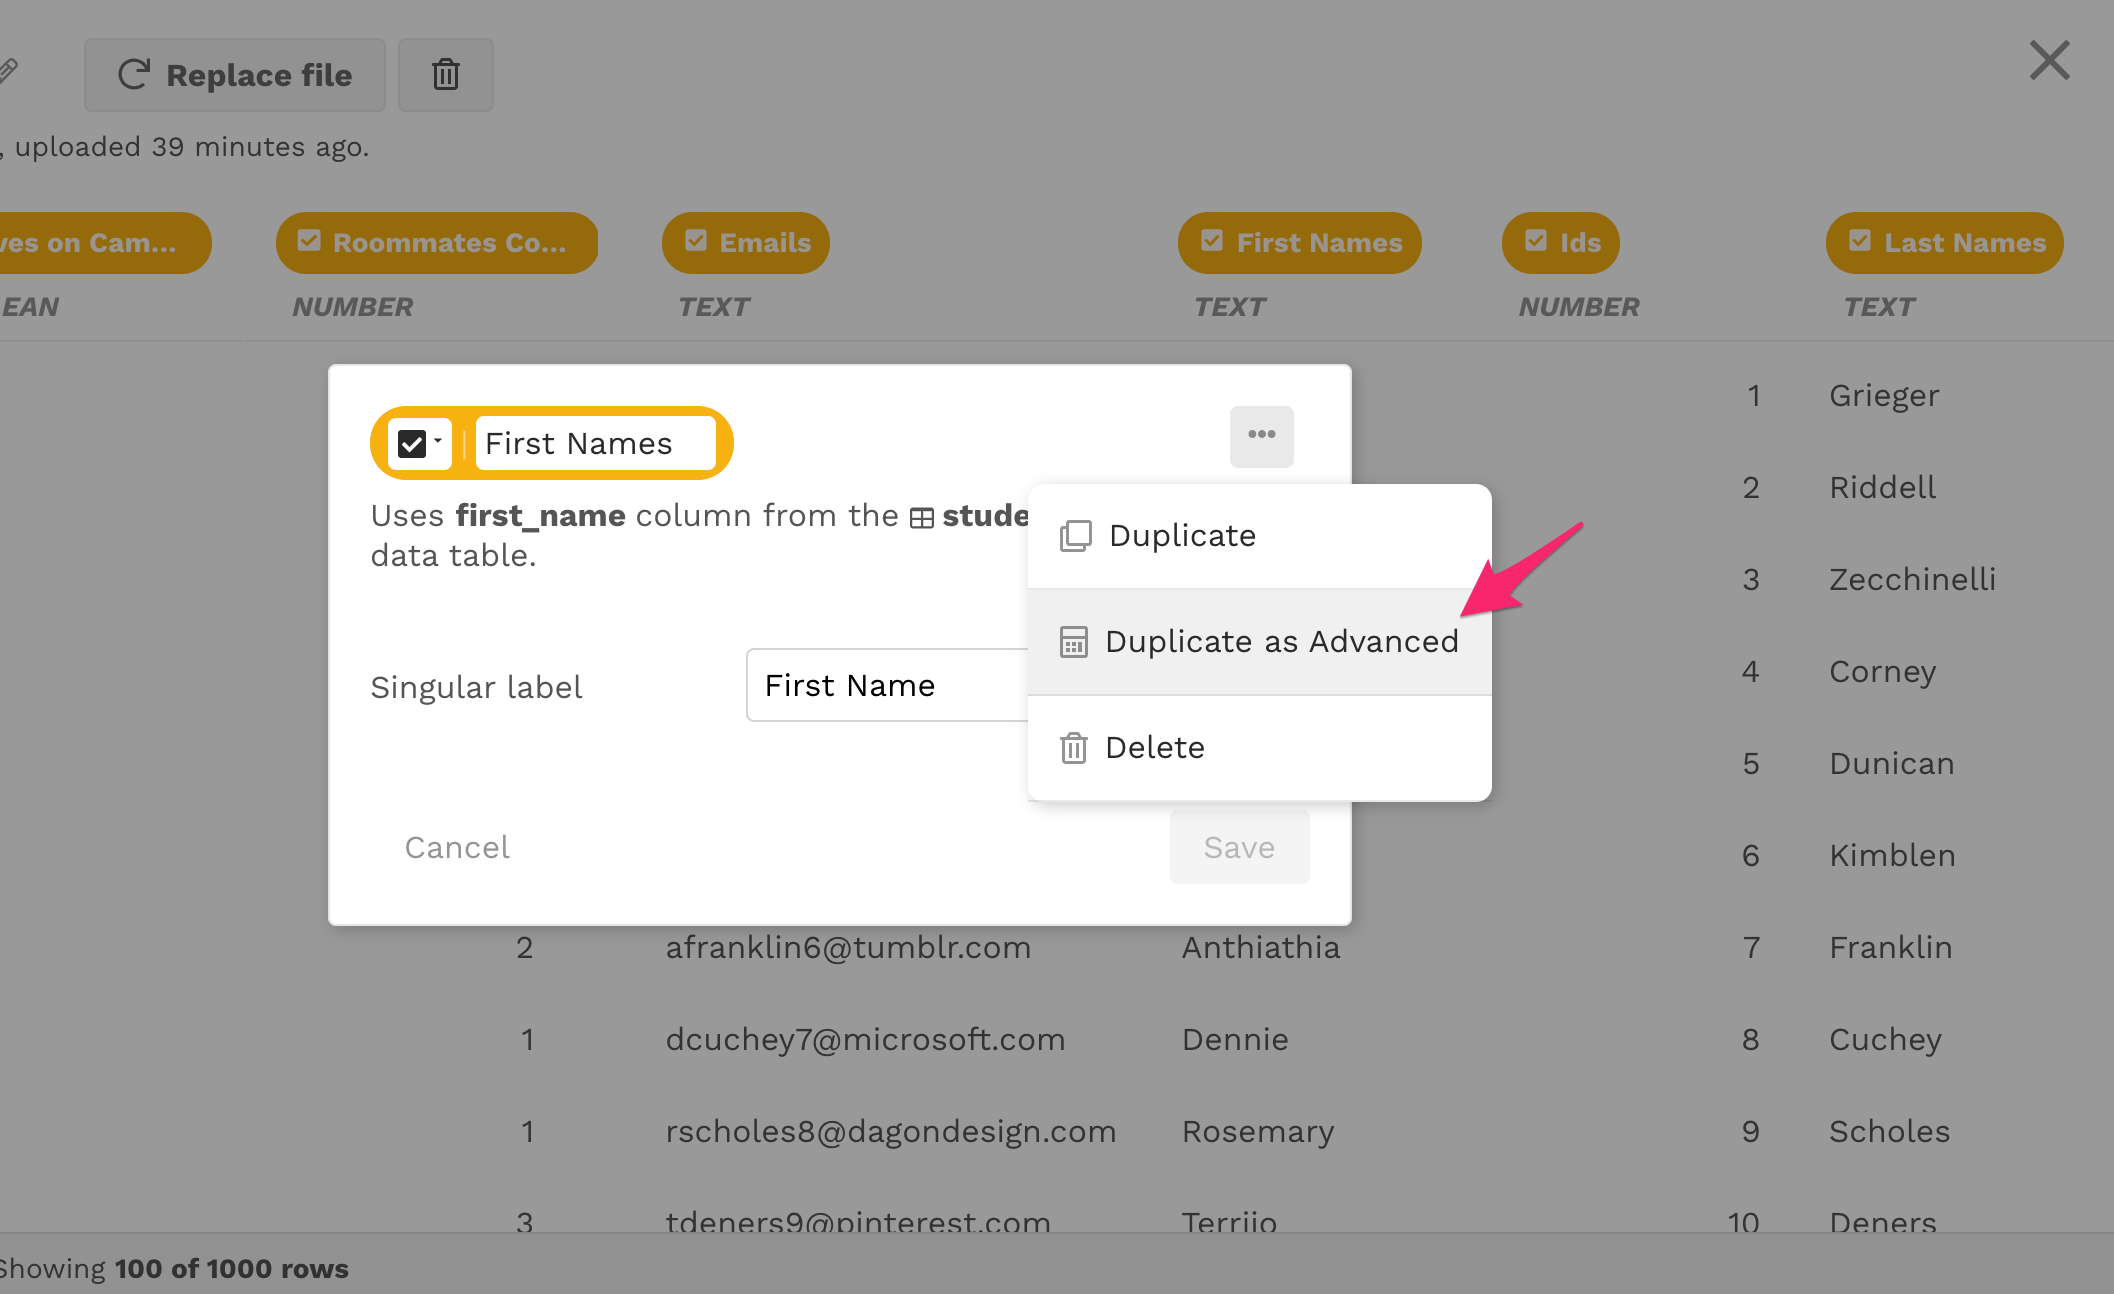 Replace file
, uploaded 39 minutes ago.
ves on Cam... Roommates Co... Emails First Names Ids Last Names
EAN NUMBER TEXT TEXT NUMBER TEXT
1 Grieger
First Names
2 Riddell
Uses first_name column from the stude
data table.
Duplicate
3 Zecchinelli
Duplicate as Advanced
4 Corney
Singular label First Name
Delete
5 Dunican
Cancel Save
6 Kimblen
2 afranklin6@tumblr.com Anthiathia 7 Franklin
1 dcuchey7@microsoft.com Dennie 8 Cuchey
1 rscholes8@dagondesign.com Rosemary 9 Scholes
3 tdeners9@pinterest.com Terrijo 10 Deners
Showing 100 of 1000 rows